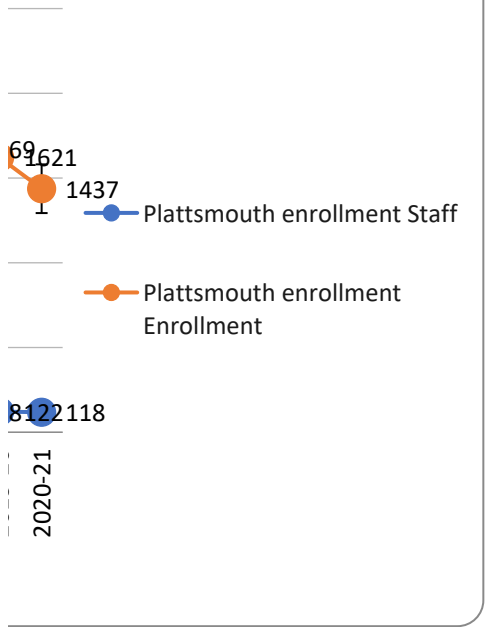 69
1621
1437
Plattsmouth enrollment Staff
Plattsmouth enrollment
Enrollment
8
122
118
2020-21